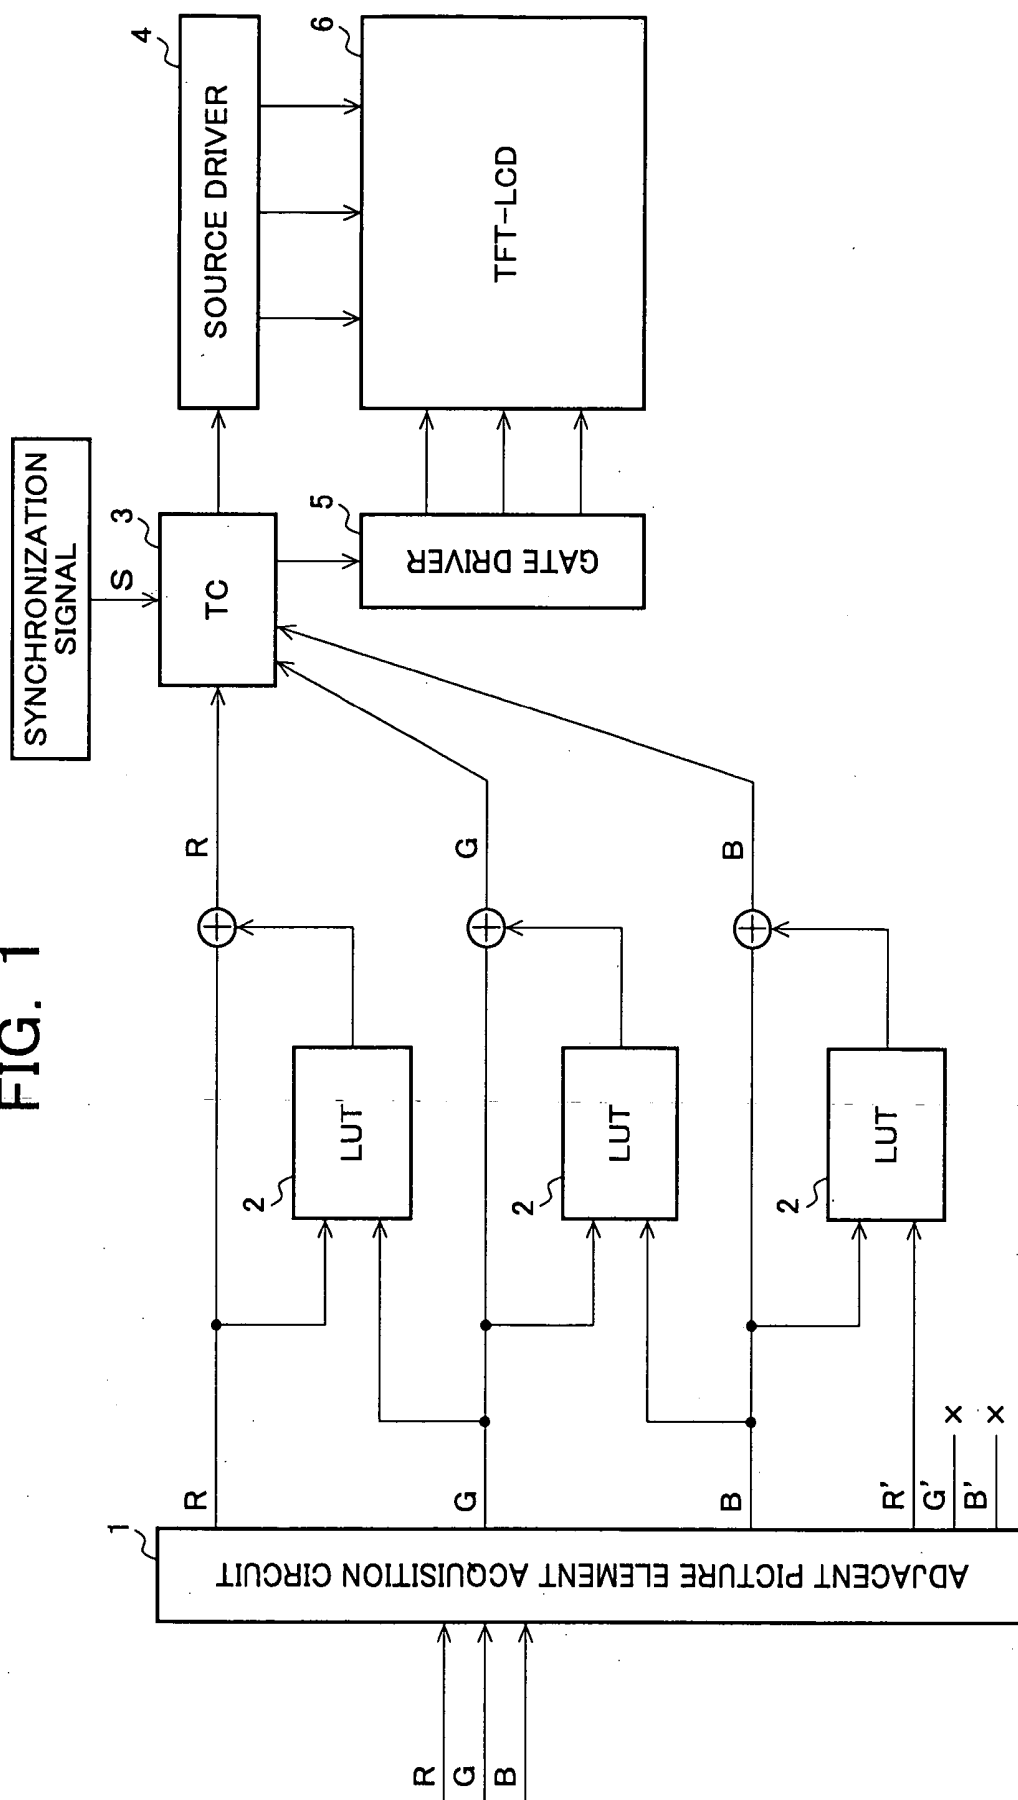 FIG. 1
SYNCHRONIZATION
SIGNAL
S
R
G
B
1
ADJACENT PICTURE ELEMENT ACQUISITION CIRCUIT
R
G
B
R'
G'
B'
×
×
2
LUT
2
LUT
2
LUT
R
G
B
3
TC
4
SOURCE DRIVER
5
GATE DRIVER
6
TFT-LCD